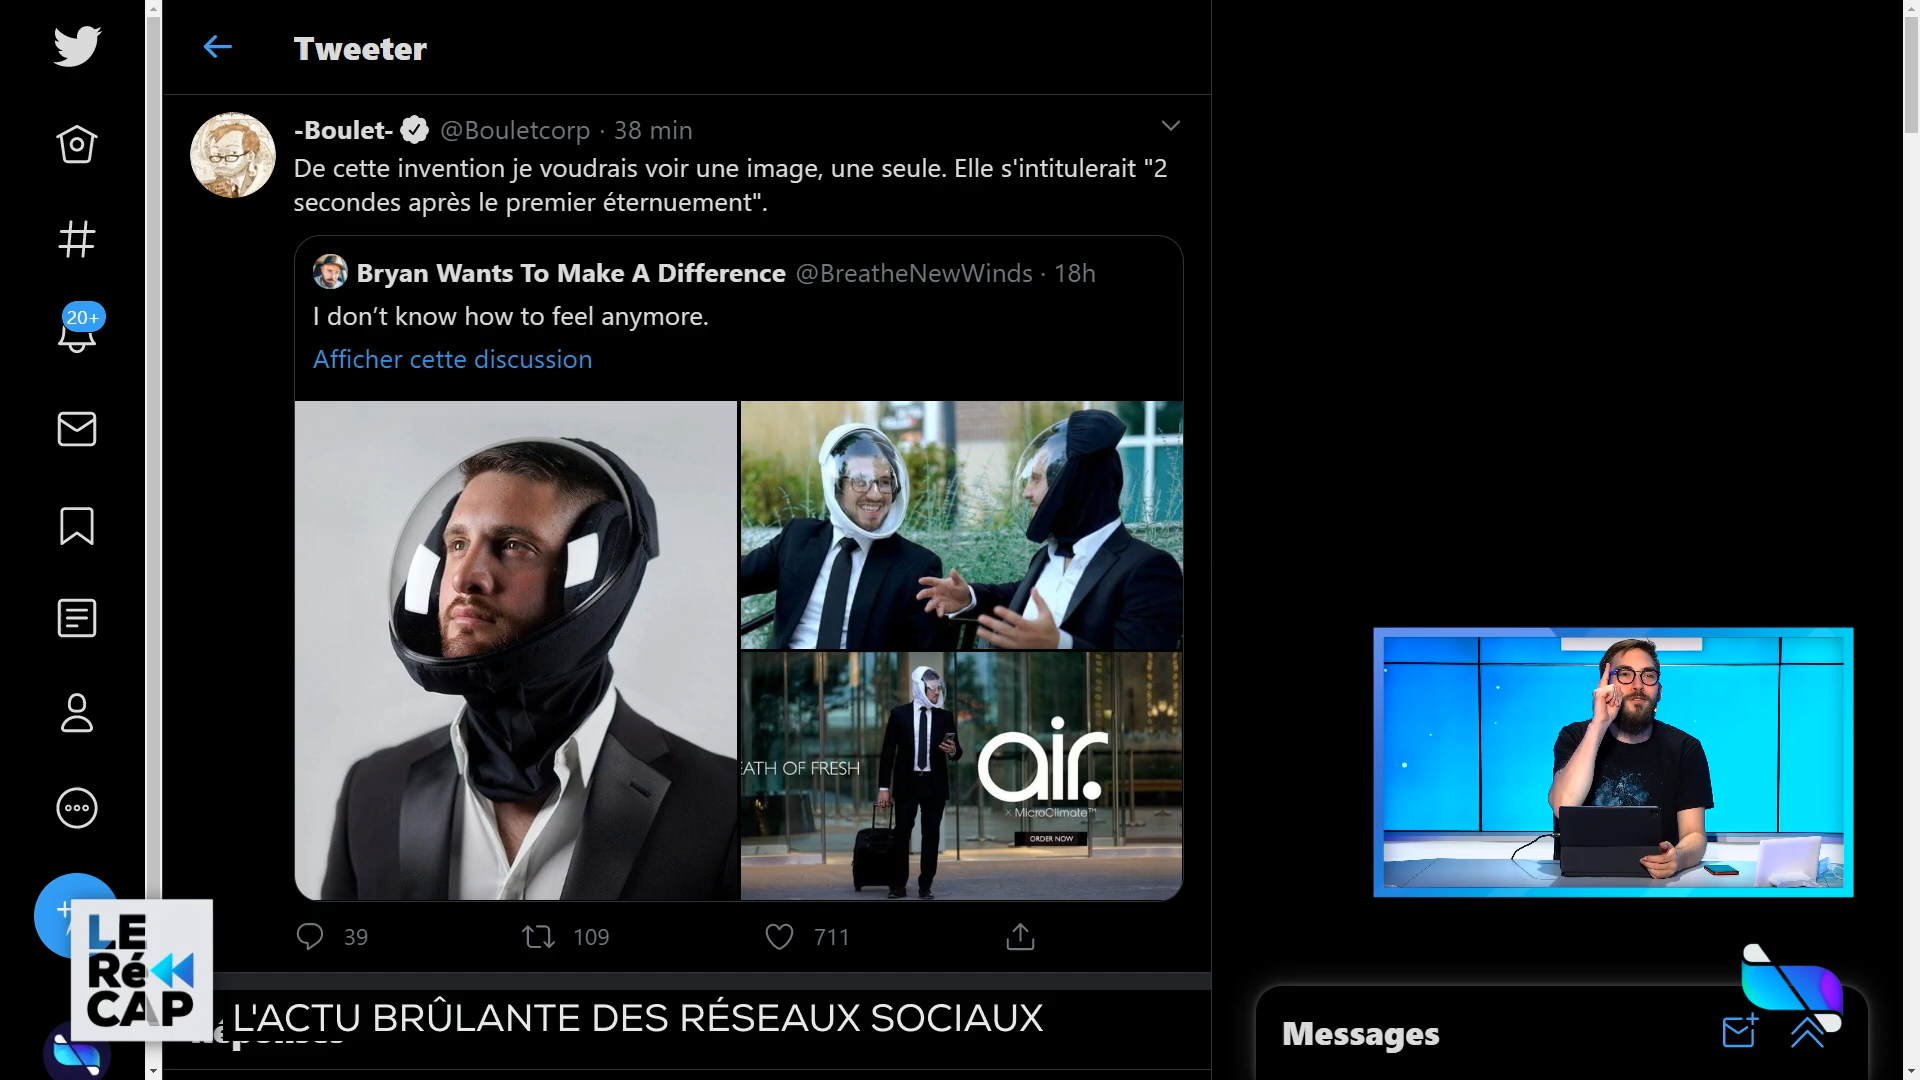 Tweeter
-Boulet- @Bouletcorp · 38 min
De cette invention je voudrais voir une image, une seule. Elle s'intitulerait "2
secondes après le premier éternuement".
Bryan Wants To Make A Difference @BreatheNewWinds · 18h
I don’t know how to feel anymore.
Afficher cette discussion
20+
EATH OF FRESH
air.
× MicroClimate™
ORDER NOW
39 109 711
LE
Ré
CAP
L'ACTU BRÛLANTE DES RÉSEAUX SOCIAUX
Messages